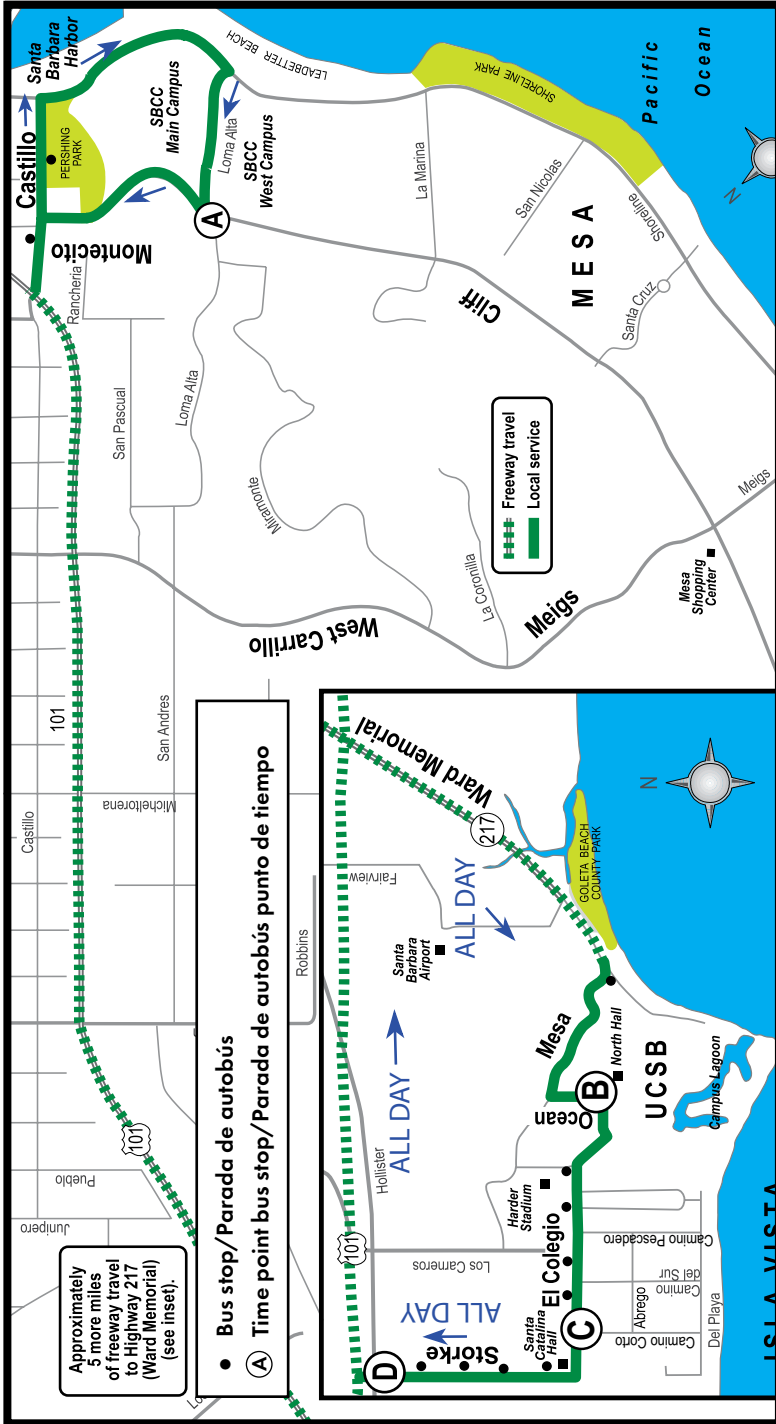 Santa
Barbara
Harbor
LEADBETTER BEACH
Castillo
PERSHING
PARK
SBCC
Main Campus
Loma Alta
SBCC
West Campus
SHORELINE PARK
Pacific
Ocean
N
Montecito
A
La Marina
San Nicolas
Shoreline
MESA
Rancheria
Cliff
Santa Cruz
San Pascual
Loma Alta
Miramonte
Freeway travel
Local service
La Coronilla
Meigs
Meigs
Mesa
Shopping
Center
West Carrillo
101
San Andres
Castillo
Micheltorena
Robbins
101
Pueblo
Junipero
Lo
Approximately
5 more miles
of freeway travel
to Highway 217
(Ward Memorial)
(see inset).
Bus stop/Parada de autobús
A Time point bus stop/Parada de autobús punto de tiempo
Ward Memorial
217
Fairview
GOLETA BEACH
COUNTY PARK
N
Santa
Barbara
Airport
ALL DAY
Hollister
ALL DAY
Mesa
North Hall
B
Ocean
UCSB
Campus Lagoon
101
Harder
Stadium
Los Carneros
El Colegio
Camino Pescadero
Camino
del Sur
Abrego
Camino Corto
Del Playa
ALL DAY
Storke
Santa
Catalina
Hall
C
D
ISLA VISTA